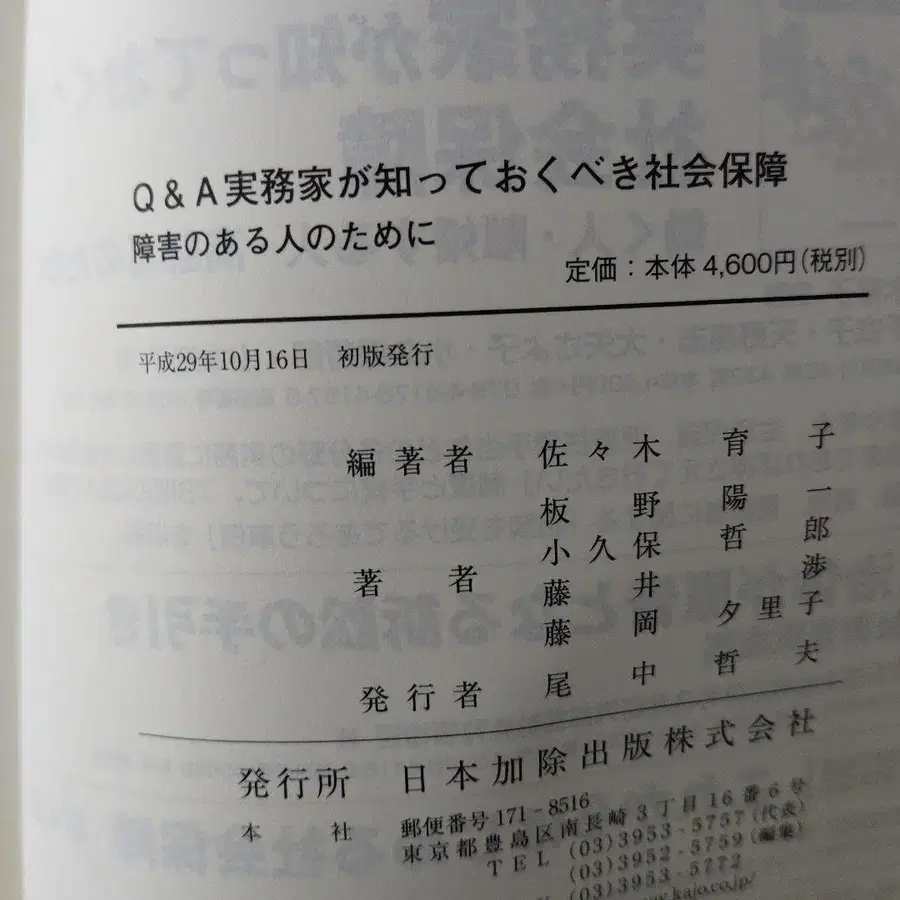 Q&A実務家が知っておくべき社会保障
障害のある人のために
定価：本体4,600円(税別)
平成29年10月16日 初版発行
編著者 佐々木育子
著者 板野陽一
小久保哲郎
藤井渉
藤岡夕里子
発行者 尾中哲夫
発行所 日本加除出版株式会社
本社 郵便番号171-8516
東京都豊島区南長崎3丁目16番6号
TEL (03)3953-5757(代表)
(03)3952-5759(編集)
(03)3953-5772
.kajo.co.jp/